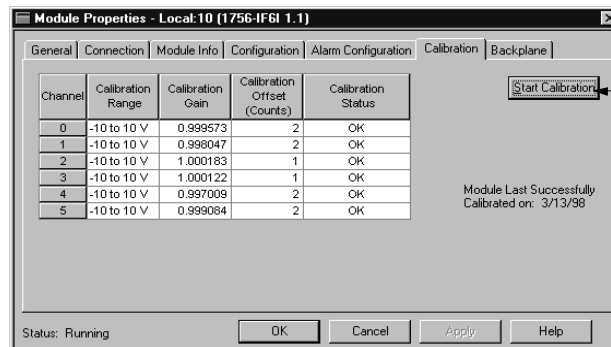 Module Properties - Local:10 (1756-IF6I 1.1)
General Connection Module Info Configuration Alarm Configuration Calibration Backplane
Channel Calibration Range Calibration Gain Calibration Offset (Counts) Calibration Status
0 -10 to 10 V 0.999573 2 OK
1 -10 to 10 V 0.998047 2 OK
2 -10 to 10 V 1.000183 1 OK
3 -10 to 10 V 1.000122 1 OK
4 -10 to 10 V 0.997009 2 OK
5 -10 to 10 V 0.999084 2 OK
Start Calibration
Module Last Successfully
Calibrated on: 3/13/98
Status: Running
OK Cancel Apply Help